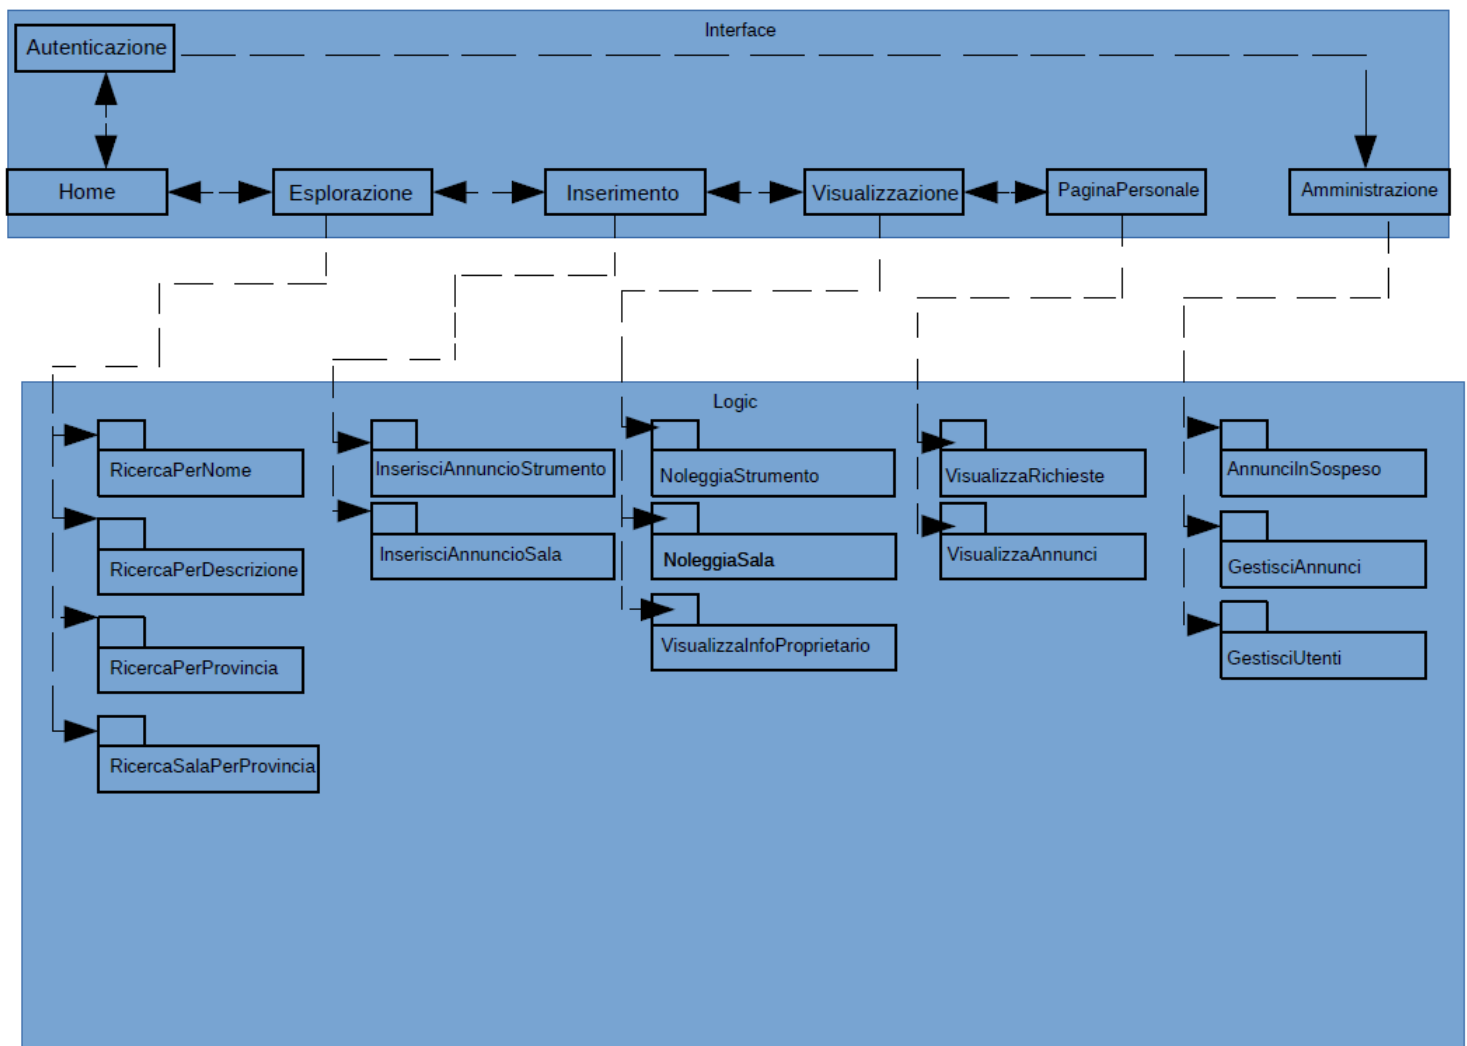 Interface
Autenticazione
Home
Esplorazione
Inserimento
Visualizzazione
PaginaPersonale
Amministrazione
Logic
RicercaPerNome
RicercaPerDescrizione
RicercaPerProvincia
RicercaSalaPerProvincia
InserisciAnnuncioStrumento
InserisciAnnuncioSala
NoleggiaStrumento
NoleggiaSala
VisualizzaInfoProprietario
VisualizzaRichieste
VisualizzaAnnunci
AnnunciInSospeso
GestisciAnnunci
GestisciUtenti